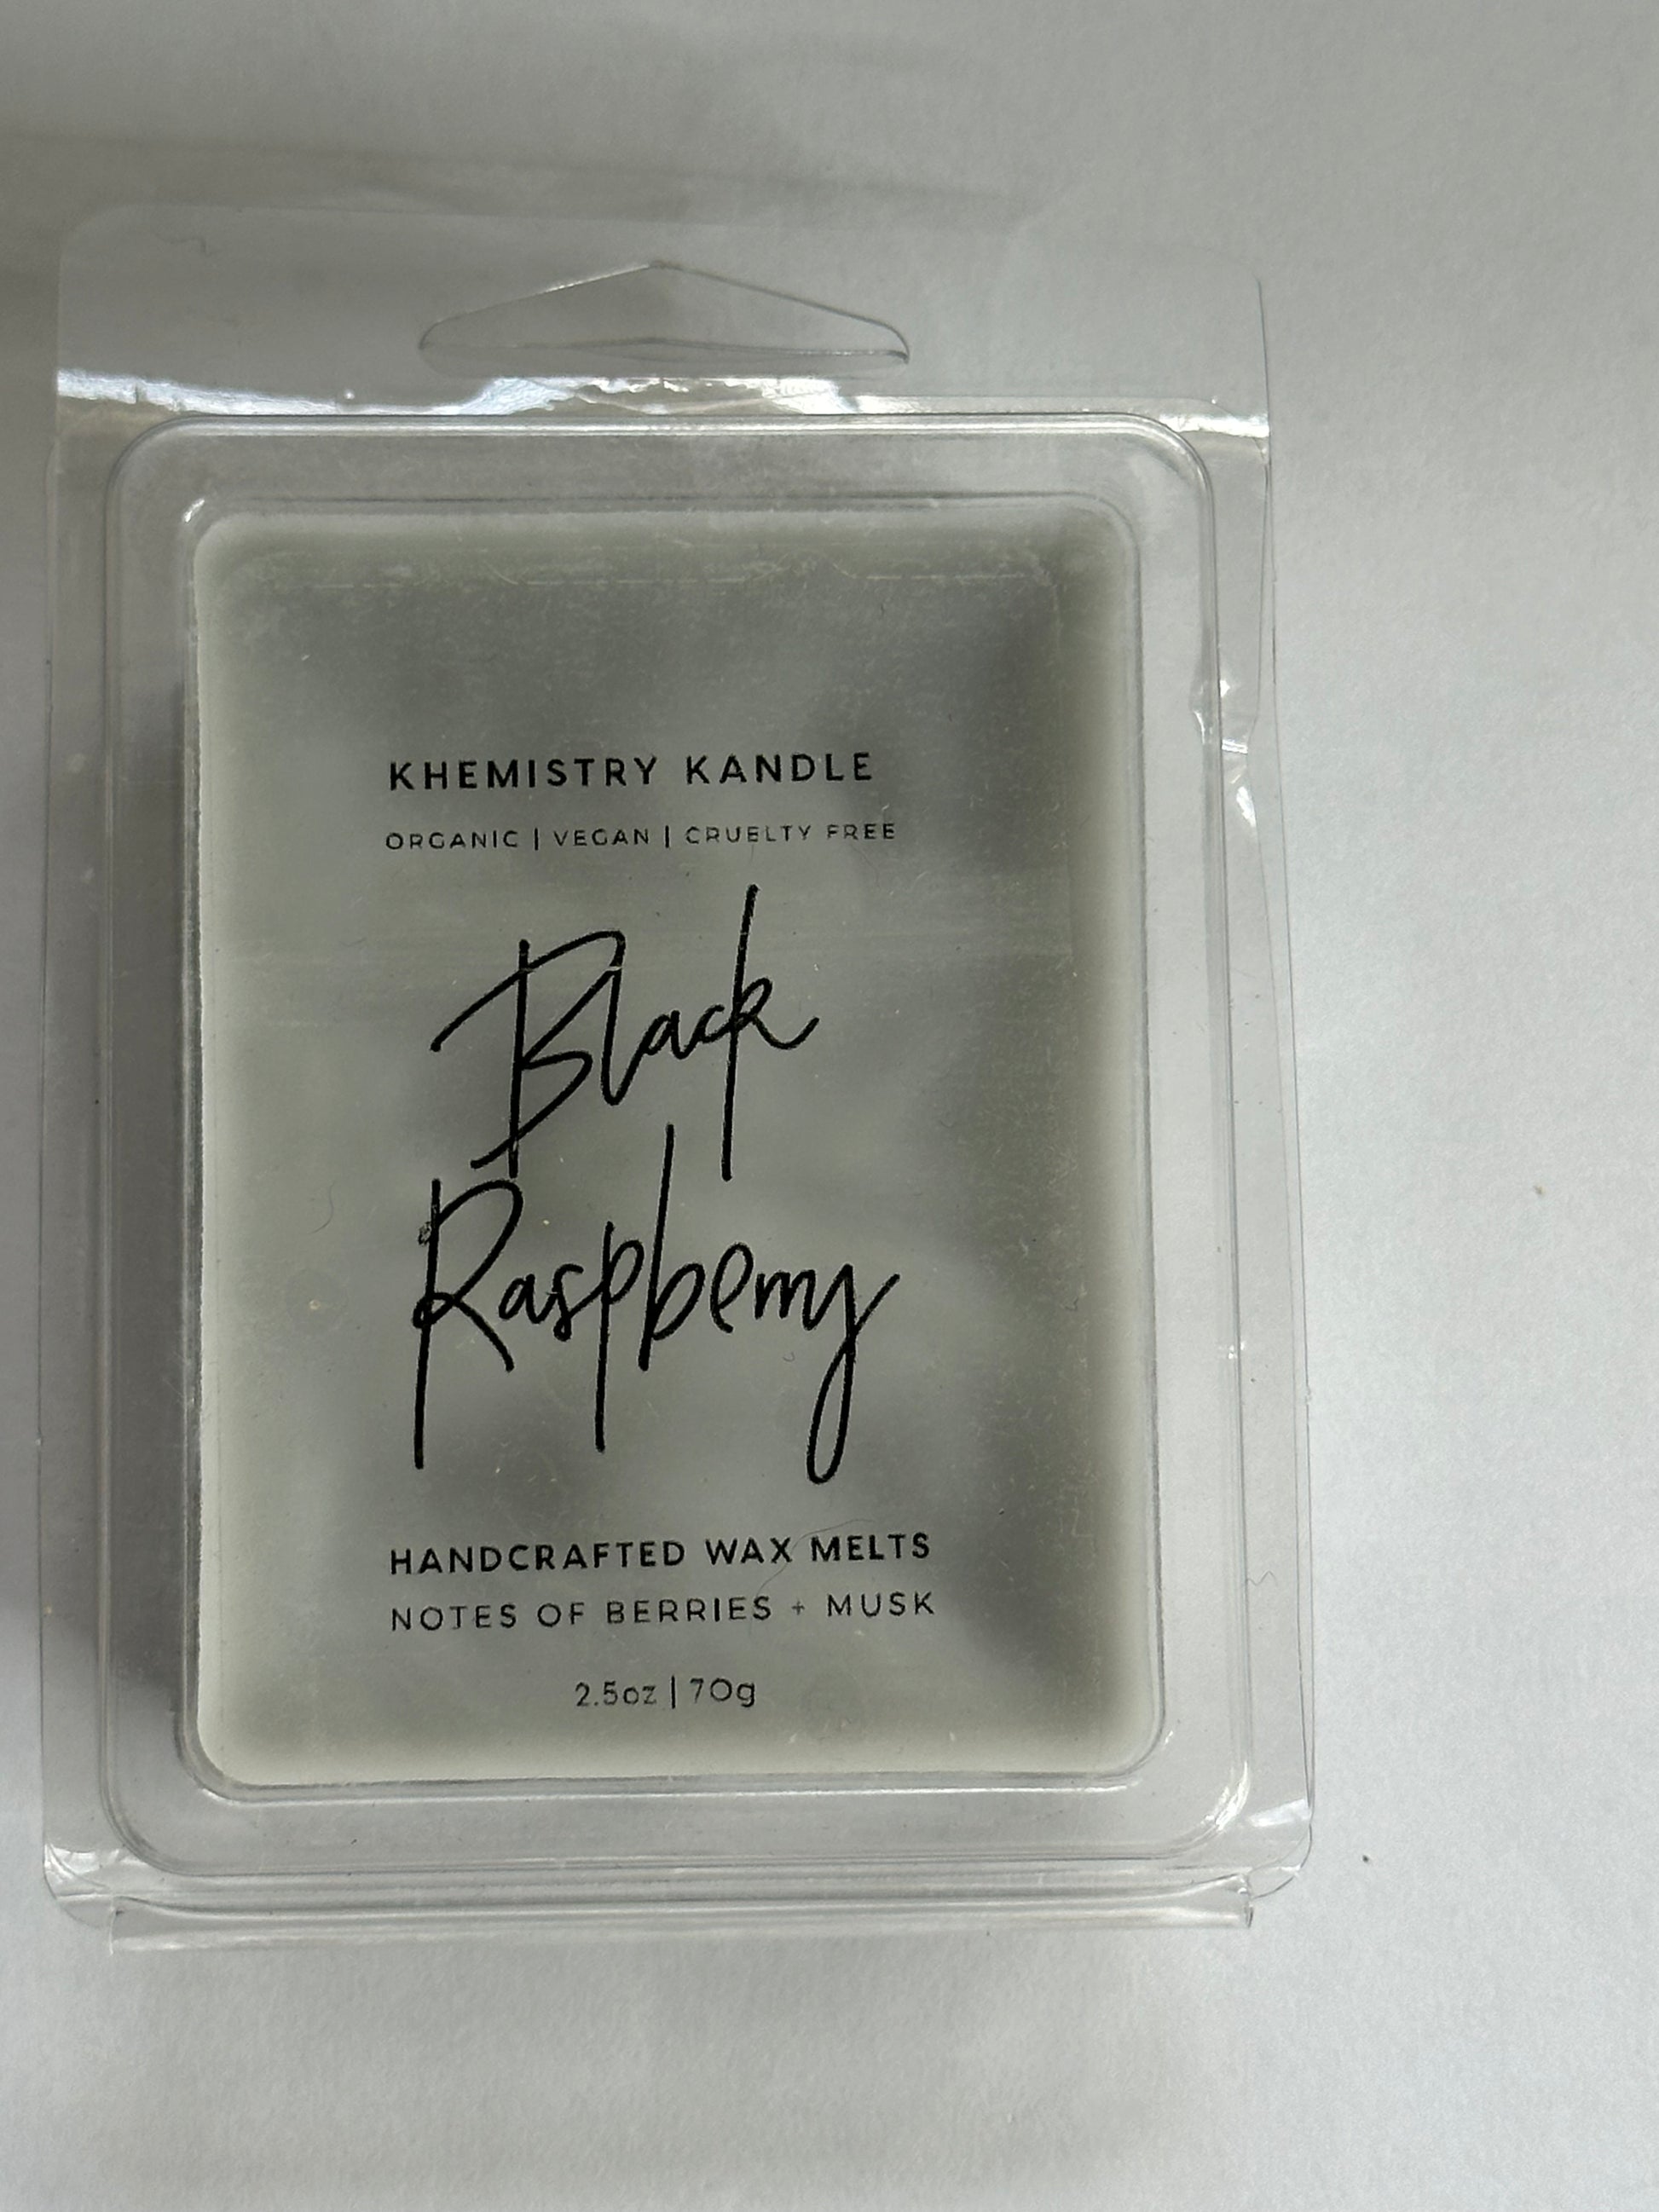 KHEMISTRY KANDLE
ORGANIC | VEGAN | CRUELTY FREE
Black
Raspberry
HANDCRAFTED WAX MELTS
NOTES OF BERRIES + MUSK
2.5oz | 70g